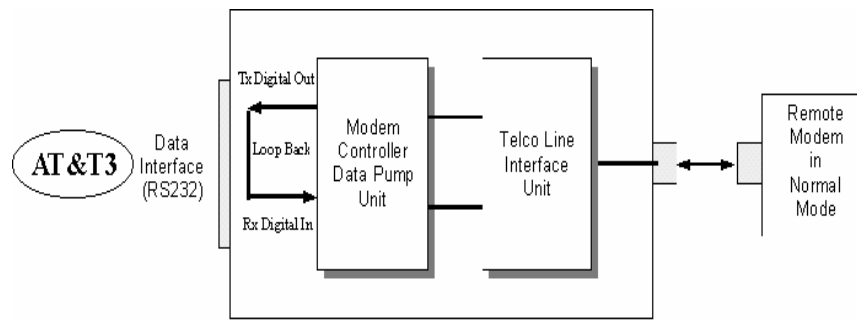 AT&T3
Data
Interface
(RS232)
Tx Digital Out
Loop Back
Rx Digital In
Modem
Controller
Data Pump
Unit
Telco Line
Interface
Unit
Remote
Modem
in
Normal
Mode